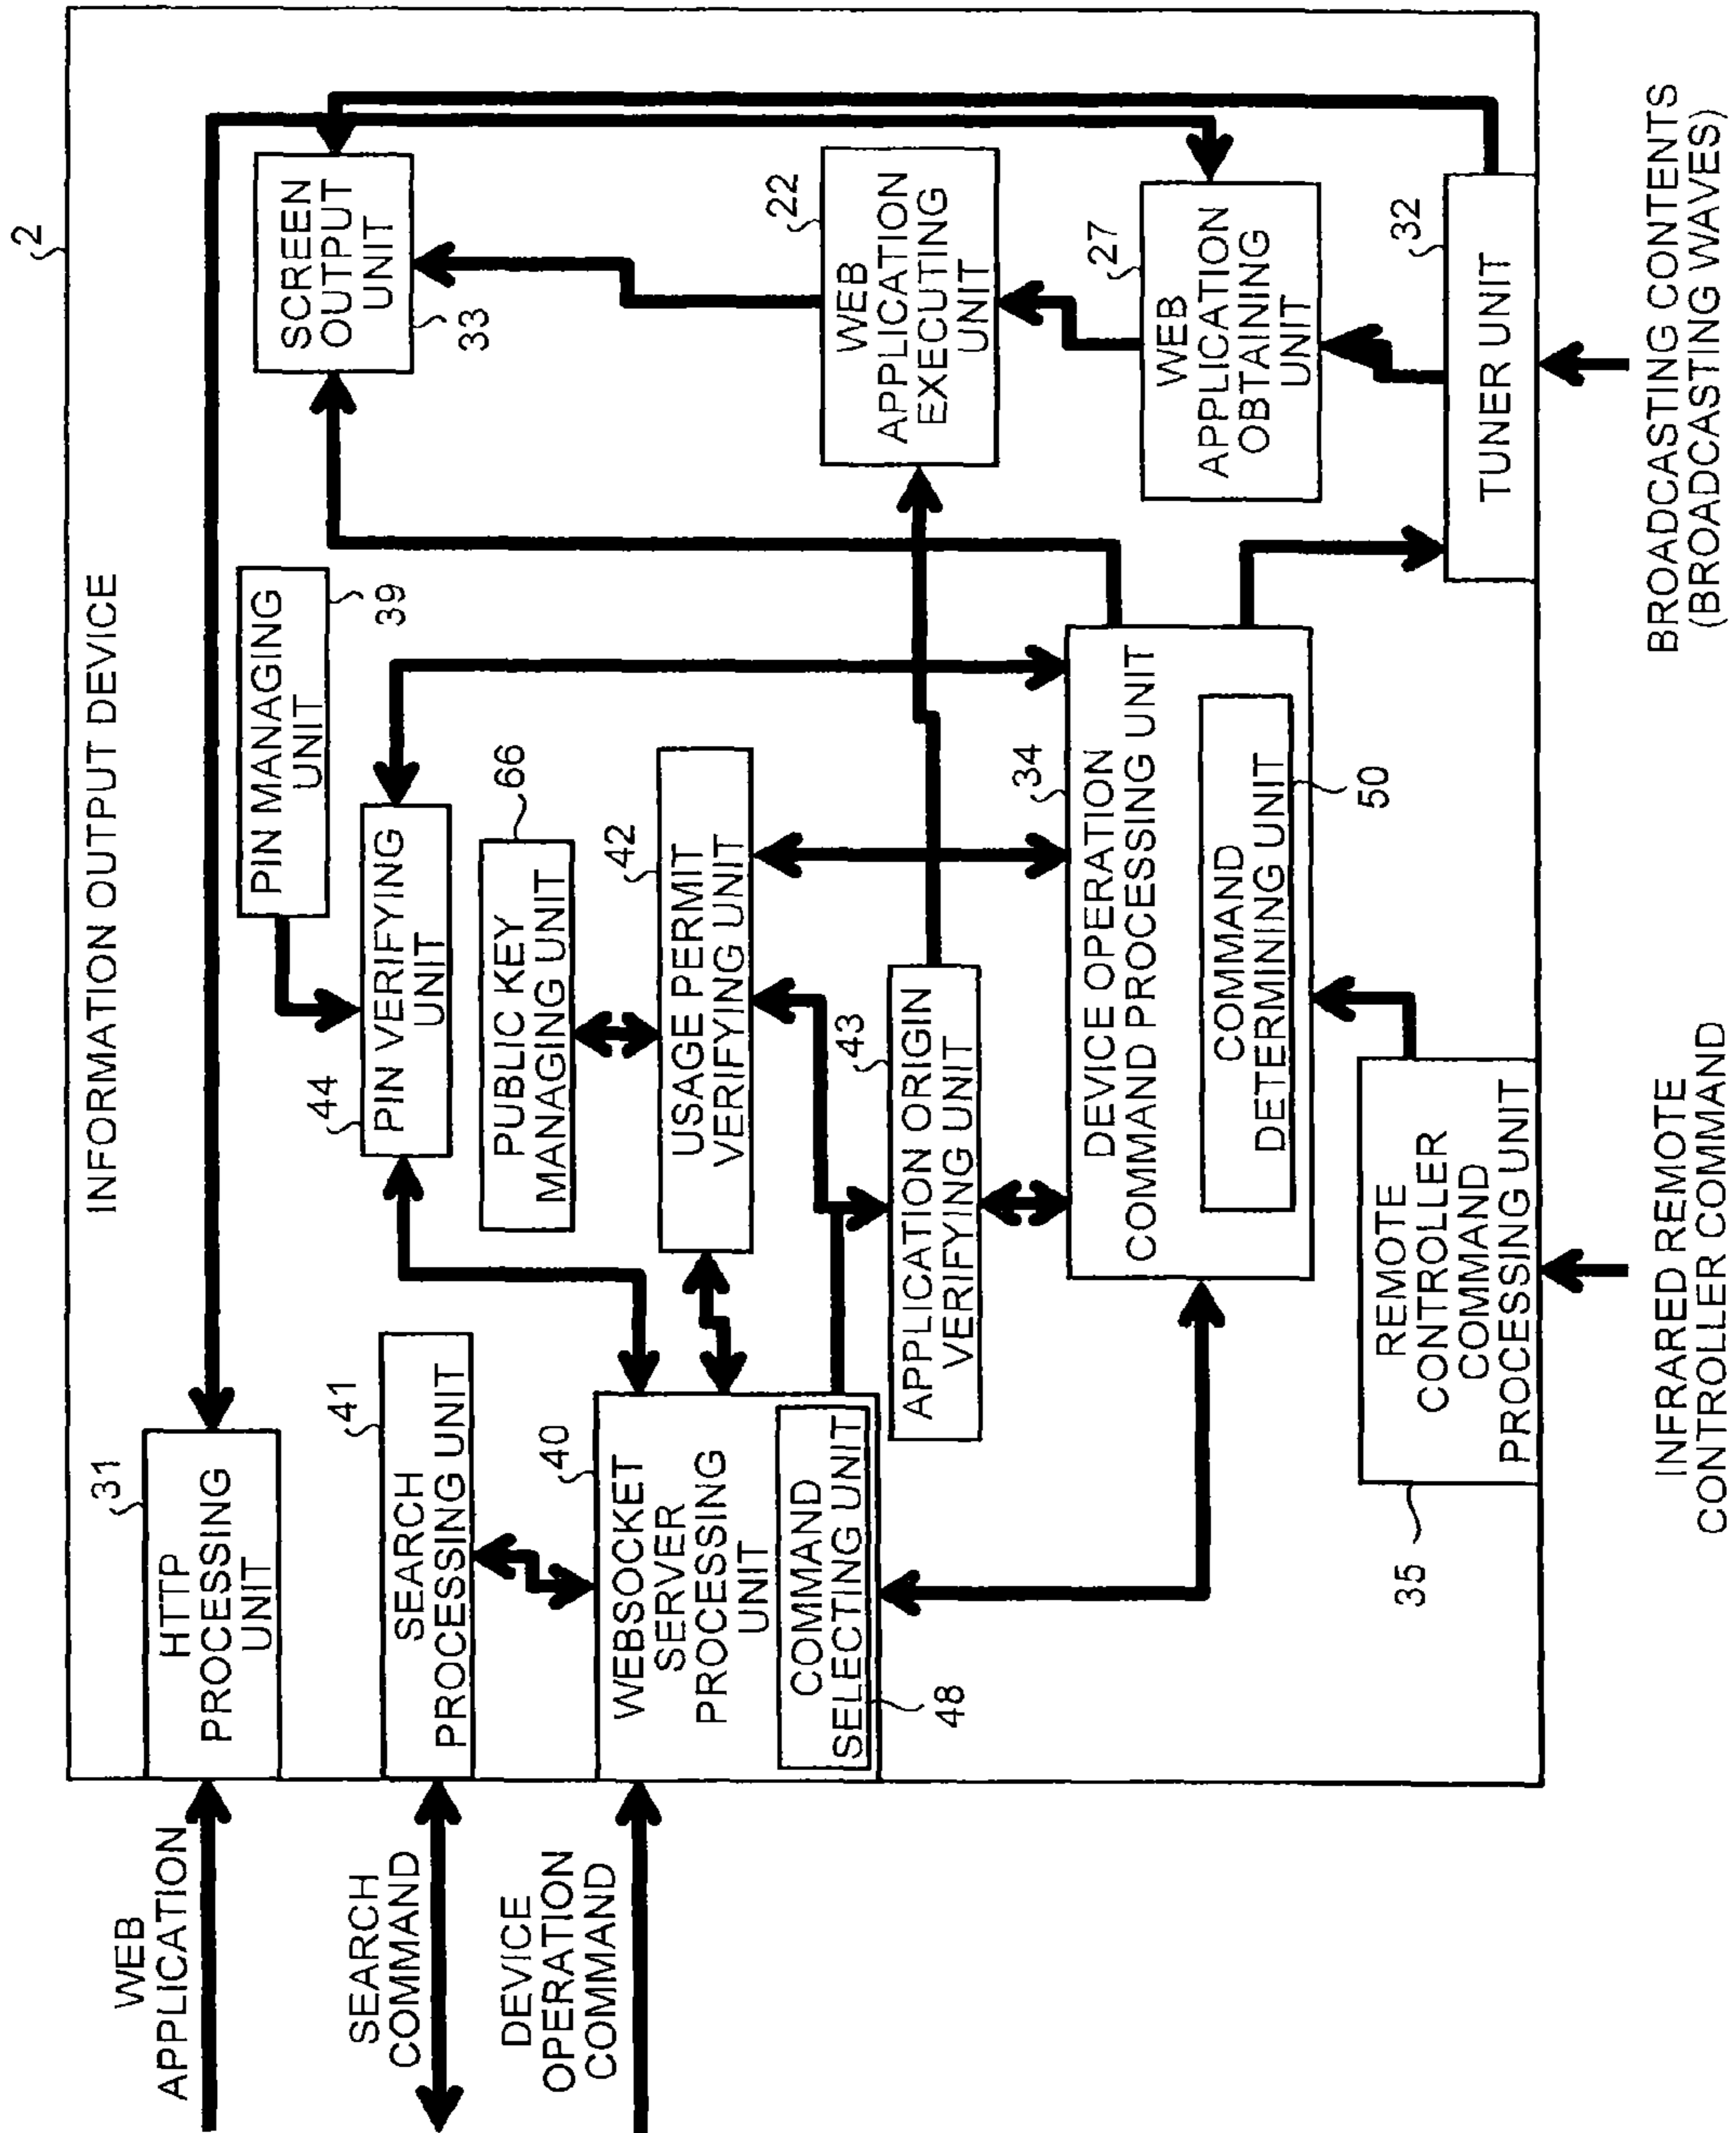 2
INFORMATION OUTPUT DEVICE
WEB
APPLICATION
31
HTTP
PROCESSING
UNIT
SEARCH
COMMAND
41
SEARCH
PROCESSING UNIT
DEVICE
OPERATION
COMMAND
40
WEBSOCKET
SERVER
PROCESSING
UNIT
COMMAND
SELECTING UNIT
48
PIN MANAGING
UNIT
39
44
PIN VERIFYING
UNIT
66
PUBLIC KEY
MANAGING UNIT
42
USAGE PERMIT
VERIFYING UNIT
43
APPLICATION ORIGIN
VERIFYING UNIT
34
DEVICE OPERATION
COMMAND PROCESSING UNIT
COMMAND
DETERMINING UNIT
50
35
REMOTE
CONTROLLER
COMMAND
PROCESSING UNIT
INFRARED REMOTE
CONTROLLER COMMAND
SCREEN
OUTPUT
UNIT
33
22
WEB
APPLICATION
EXECUTING
UNIT
27
WEB
APPLICATION
OBTAINING
UNIT
32
TUNER UNIT
BROADCASTING CONTENTS
(BROADCASTING WAVES)